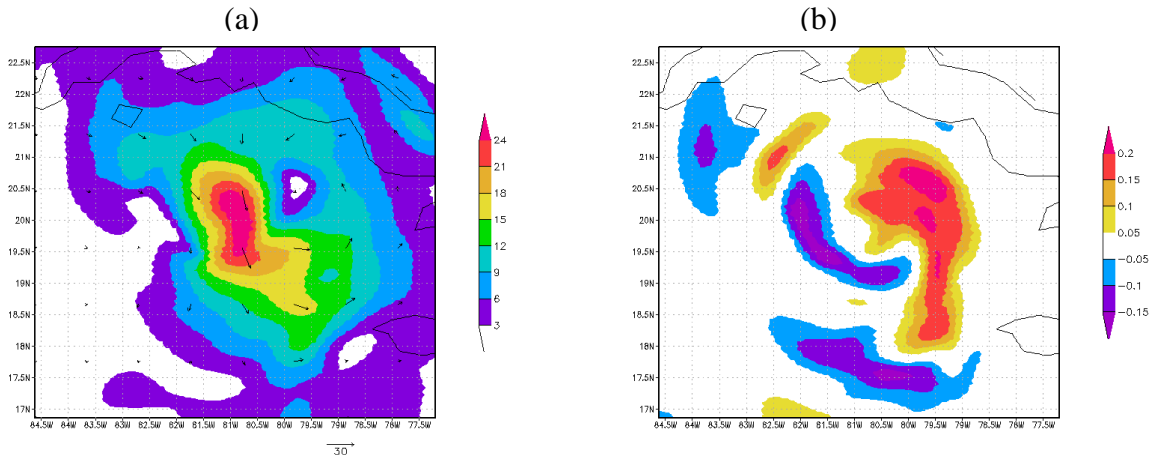 (a)
(b)
22.5N
22N
21.5N
21N
20.5N
20N
19.5N
19N
18.5N
18N
17.5N
17N
84.5W 84W 83.5W 83W 82.5W 82W 81.5W 81W 80.5W 80W 79.5W 79W 78.5W 78W 77.5W
30
24
21
18
15
12
9
6
3
22.5N
22N
21.5N
21N
20.5N
20N
19.5N
19N
18.5N
18N
17.5N
17N
84.5W 84W 83.5W 83W 82.5W 82W 81.5W 81W 80.5W 80W 79.5W 79W 78.5W 78W 77.5W
0.2
0.15
0.1
0.05
-0.05
-0.1
-0.15